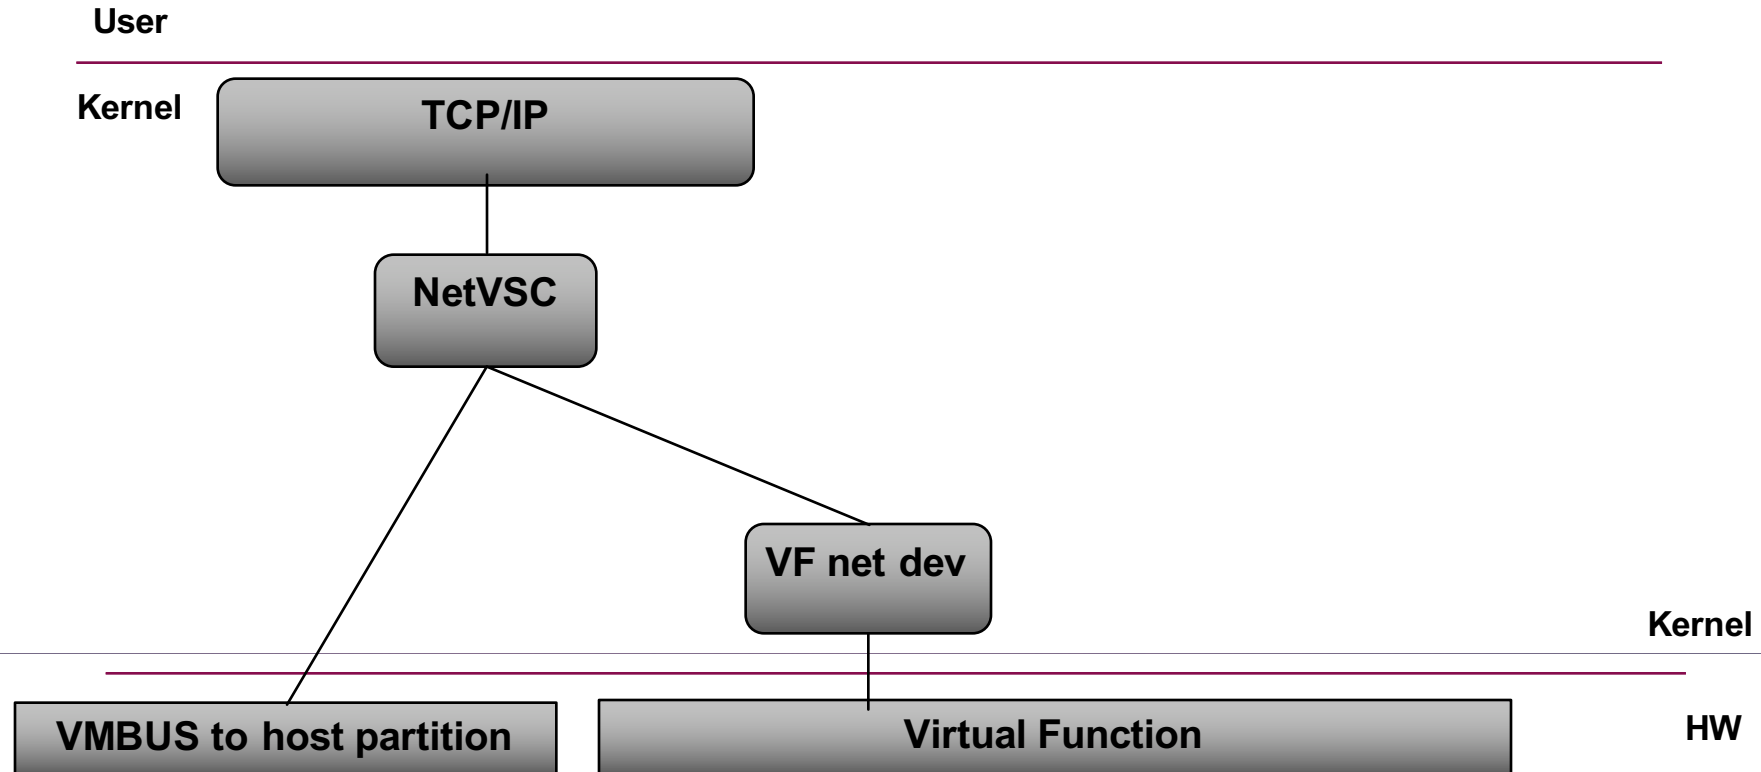 User
Kernel
TCP/IP
NetVSC
VF net dev
Kernel
VMBUS to host partition
Virtual Function
HW